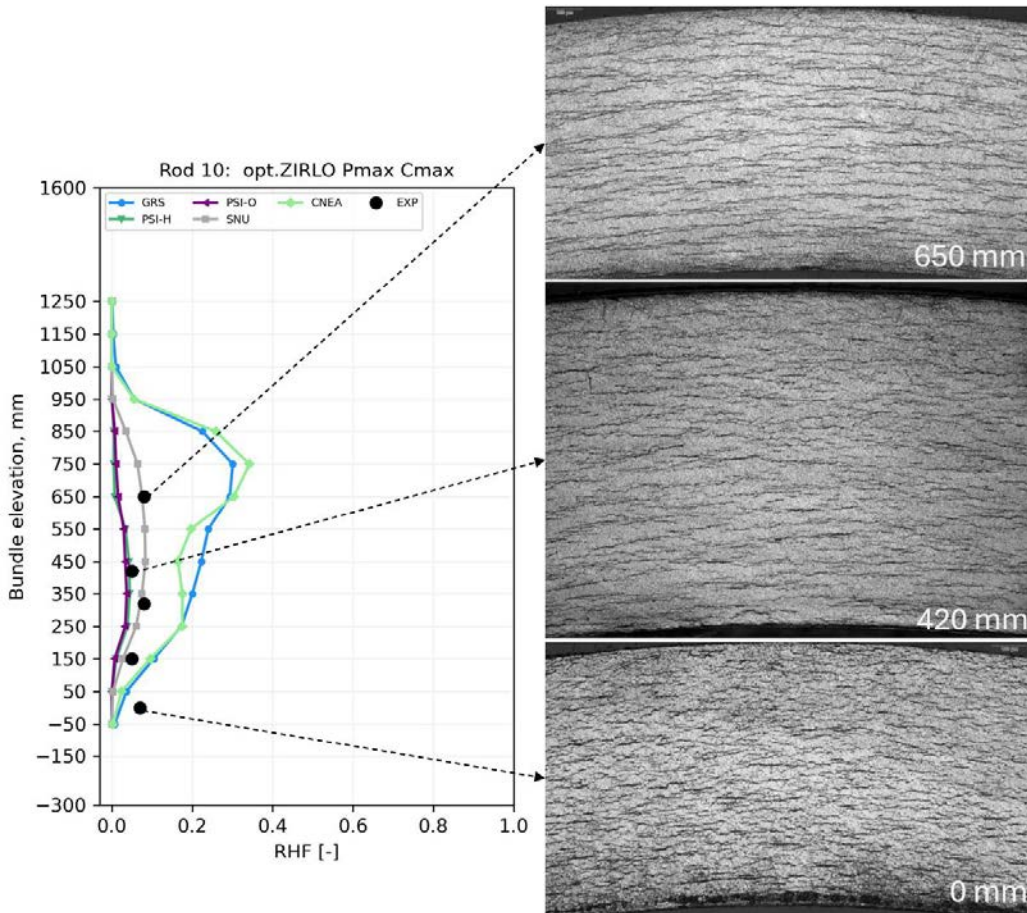 Rod 10: opt.ZIRLO Pmax Cmax
GRS
PSI-H
PSI-O
SNU
CNEA
EXP
Bundle elevation, mm
1600
1250
1150
1050
950
850
750
650
550
450
350
250
150
50
−50
−150
−300
0.0 0.2 0.4 0.6 0.8 1.0
RHF [-]
650 mm
420 mm
0 mm